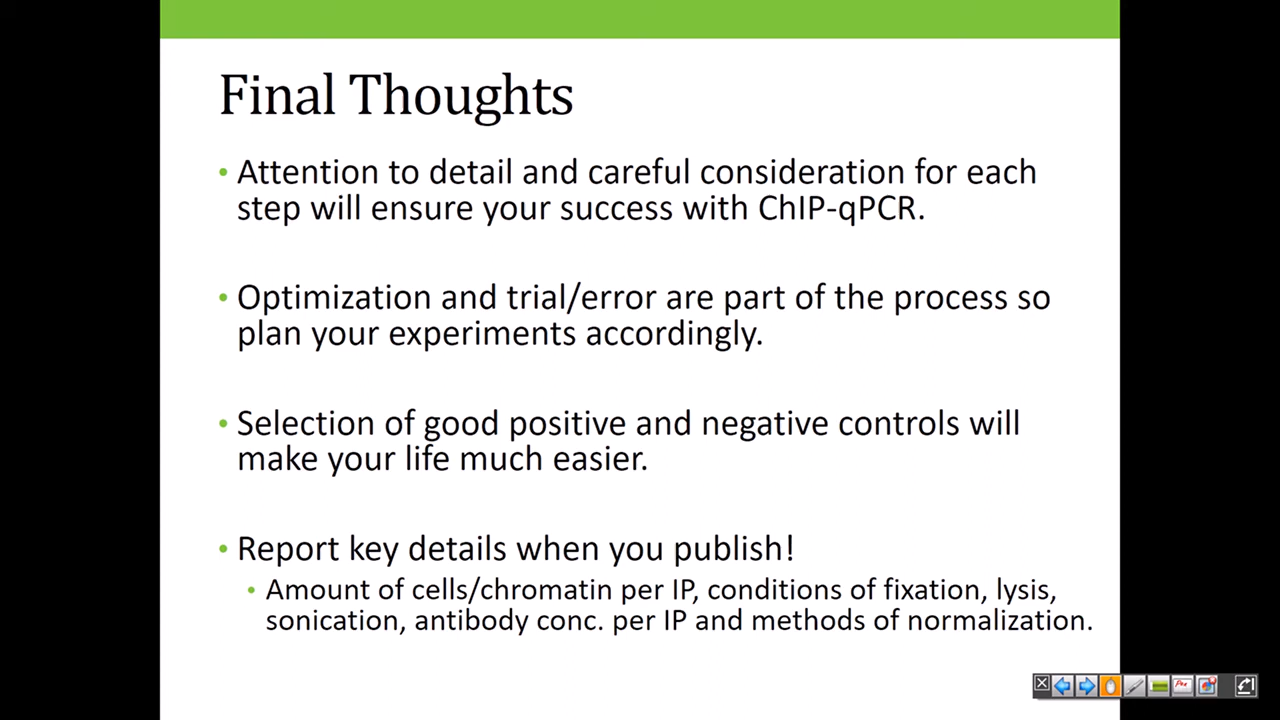 Final Thoughts
• Attention to detail and careful consideration for each
step will ensure your success with ChIP-qPCR.
• Optimization and trial/error are part of the process so
plan your experiments accordingly.
• Selection of good positive and negative controls will
make your life much easier.
• Report key details when you publish!
• Amount of cells/chromatin per IP, conditions of fixation, lysis,
sonication, antibody conc. per IP and methods of normalization.